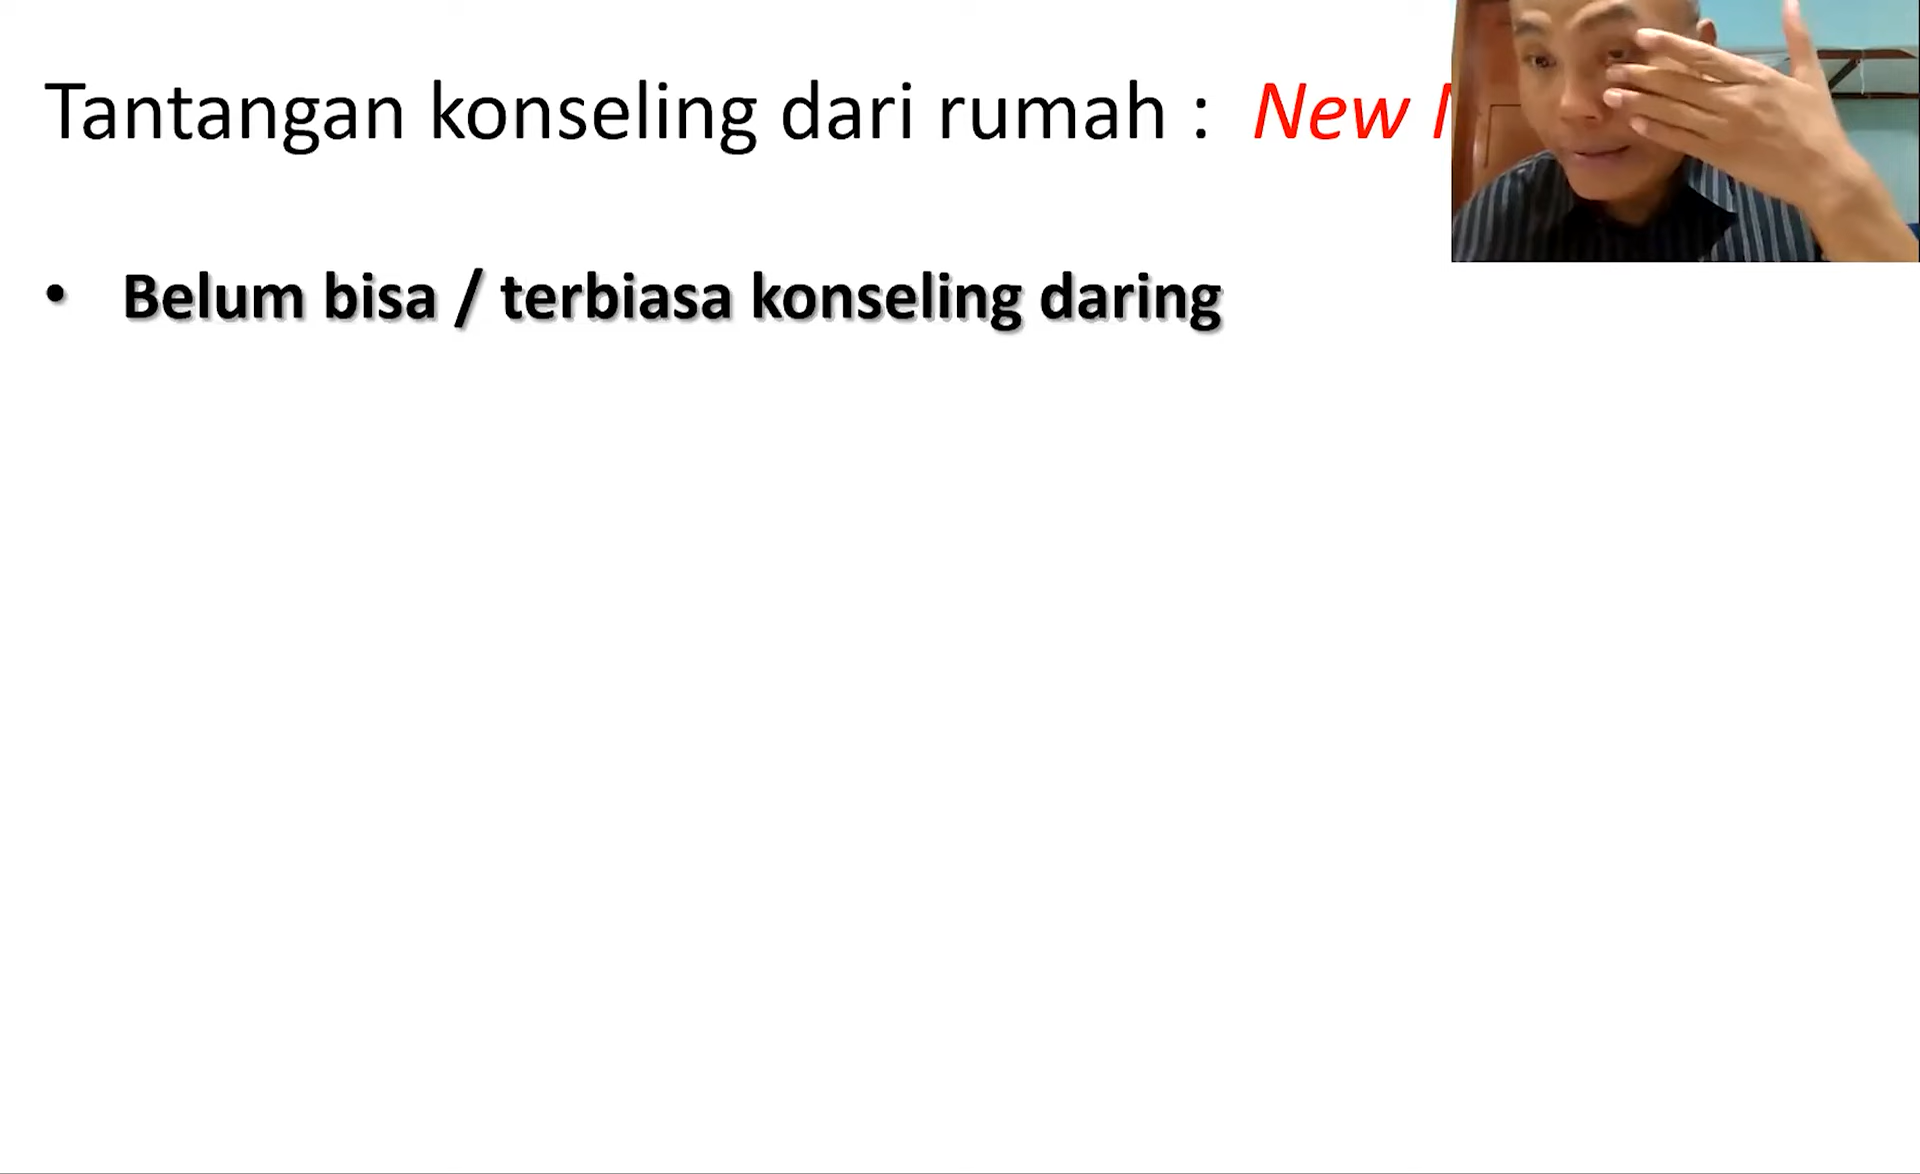 Tantangan konseling dari rumah : New
• Belum bisa / terbiasa konseling daring